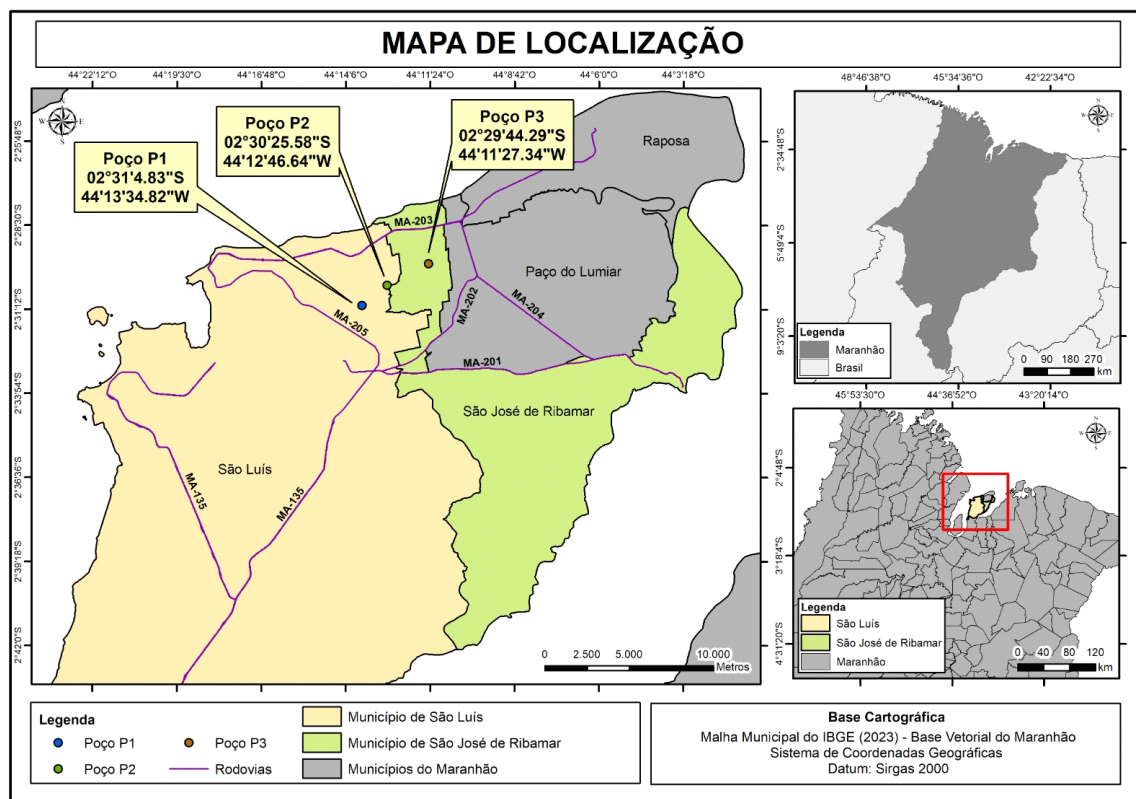 MAPA DE LOCALIZAÇÃO
44°22'12"O 44°19'30"O 44°16'48"O 44°14'6"O 44°11'24"O 44°8'42"O 44°6'0"O 44°3'18"O
2°25'48"S
2°28'30"S
2°31'12"S
2°33'54"S
2°36'36"S
2°39'18"S
2°42'0"S
N
W E
S
Poço P1
02°31'4.83"S
44°13'34.82"W
Poço P2
02°30'25.58"S
44°12'46.64"W
Poço P3
02°29'44.29"S
44°11'27.34"W
Raposa
MA-203
Paço do Lumiar
MA-202
MA-204
MA-205
MA-201
São José de Ribamar
São Luís
MA-135
MA-135
0 2.500 5.000 10.000
Metros
48°46'38"O 45°34'36"O 42°22'34"O
2°34'48"S
5°49'4"S
9°3'20"S
N
W E
S
Legenda
Maranhão
Brasil
0 90 180 270
km
45°53'30"O 44°36'52"O 43°20'14"O
2°4'48"S
3°18'4"S
4°31'20"S
N
W E
S
Legenda
São Luís
São José de Ribamar
Maranhão
0 40 80 120
km
Legenda
Poço P1
Poço P2
Poço P3
Rodovias
Município de São Luís
Município de São José de Ribamar
Municípios do Maranhão
Base Cartográfica
Malha Municipal do IBGE (2023) - Base Vetorial do Maranhão
Sistema de Coordenadas Geográficas
Datum: Sirgas 2000